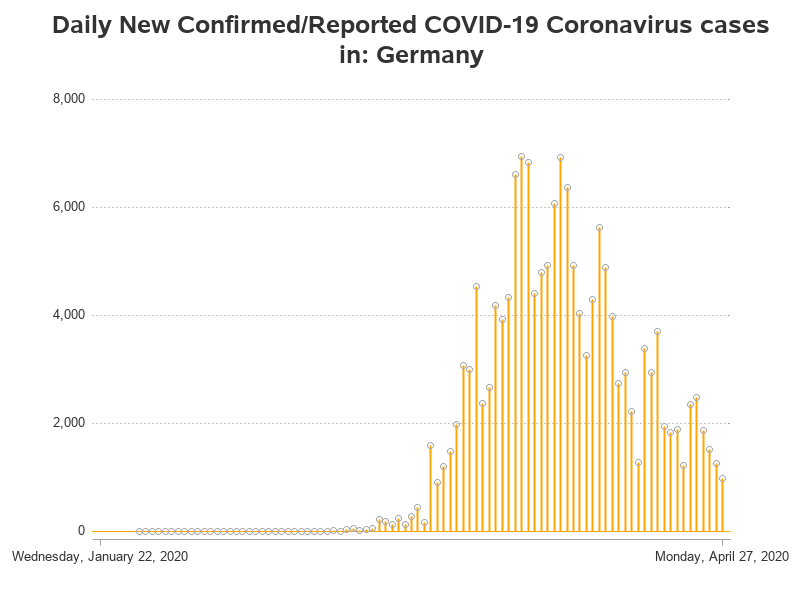 Daily New Confirmed/Reported COVID-19 Coronavirus cases
in: Germany
8,000
6,000
4,000
2,000
0
Wednesday, January 22, 2020
Monday, April 27, 2020